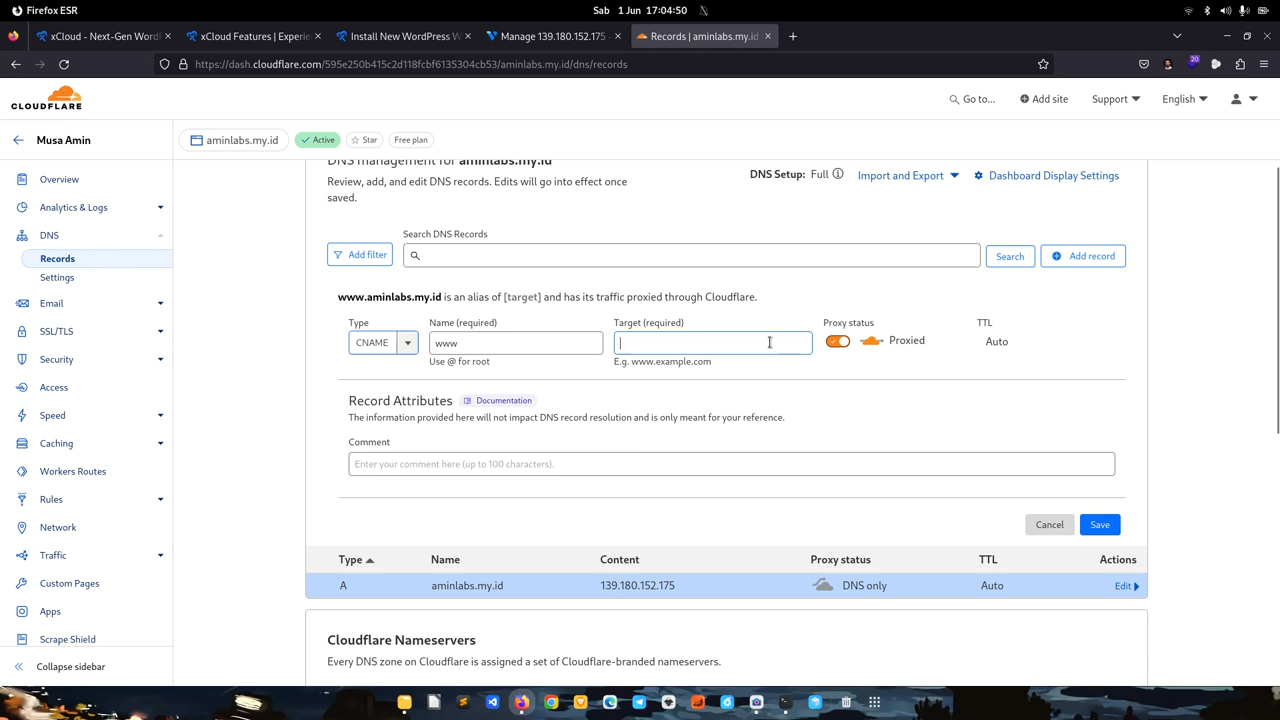 Firefox ESR
Sab 1 Jun 17:04:50
xCloud - Next-Gen WordP
xCloud Features | Experie
Install New WordPress W
Manage 139.180.152.175 -
Records | aminlabs.my.id
https://dash.cloudflare.com/595e250b415c2d118fcbf6135304cb53/aminlabs.my.id/dns/records
20
CLOUDFLARE
Go to...
Add site
Support
English
Musa Amin
aminlabs.my.id
Active
Star
Free plan
Overview
Analytics & Logs
DNS
Records
Settings
Email
SSL/TLS
Security
Access
Speed
Caching
Workers Routes
Rules
Network
Traffic
Custom Pages
Apps
Scrape Shield
Collapse sidebar
DNS management for aminlabs.my.id
Review, add, and edit DNS records. Edits will go into effect once
saved.
DNS Setup: Full
Import and Export
Dashboard Display Settings
Search DNS Records
Add filter
Search
Add record
www.aminlabs.my.id is an alias of [target] and has its traffic proxied through Cloudflare.
Type
Name (required)
Target (required)
Proxy status
TTL
CNAME
www
Proxied
Auto
Use @ for root
E.g. www.example.com
Record Attributes
Documentation
The information provided here will not impact DNS record resolution and is only meant for your reference.
Comment
Enter your comment here (up to 100 characters).
Cancel
Save
Type
Name
Content
Proxy status
TTL
Actions
A
aminlabs.my.id
139.180.152.175
DNS only
Auto
Edit
Cloudflare Nameservers
Every DNS zone on Cloudflare is assigned a set of Cloudflare-branded nameservers.